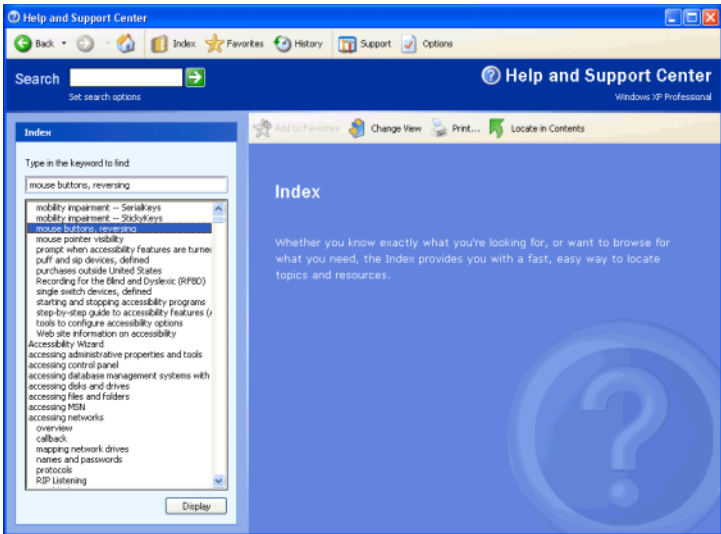 Help and Support Center
Back Index Favorites History Support Options
Search
Set search options
Help and Support Center
Windows XP Professional
Index
Add to Favorites Change View Print... Locate in Contents
Type in the keyword to find:
mouse buttons, reversing
mobility impairment -- SerialKeys
mobility impairment -- StickyKeys
mouse buttons, reversing
mouse pointer visibility
prompt when accessibility features are turned
puff and sip devices, defined
purchases outside United States
Recording for the Blind and Dyslexic (RFBD)
single switch devices, defined
starting and stopping accessibility programs
step-by-step guide to accessibility features (
tools to configure accessibility options
Web site information on accessibility
Accessibility Wizard
accessing administrative properties and tools
accessing control panel
accessing database management systems with
accessing disks and drives
accessing files and folders
accessing MSN
accessing networks
overview
callback
mapping network drives
names and passwords
protocols
RIP Listening
Display
Index
Whether you know exactly what you're looking for, or want to browse for
what you need, the Index provides you with a fast, easy way to locate
topics and resources.